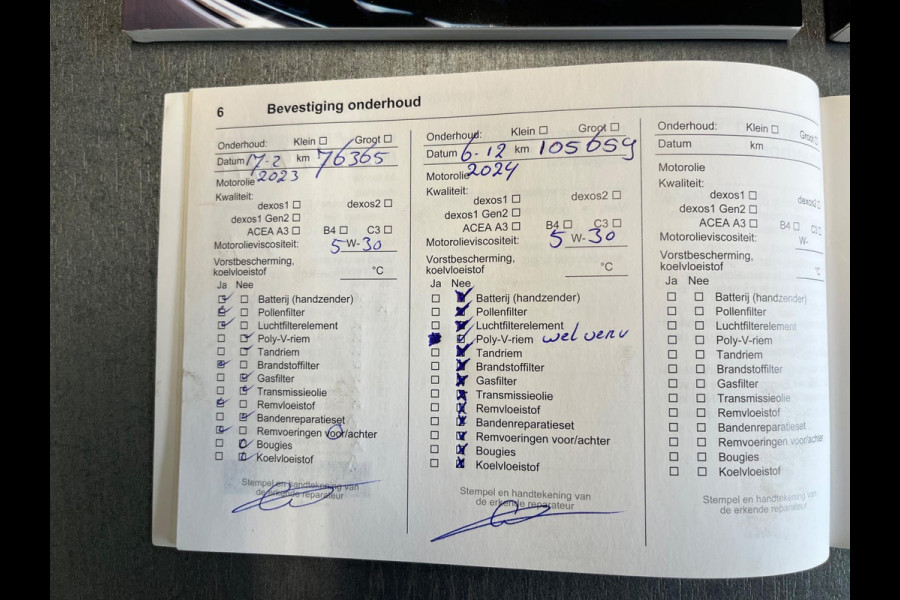 6 Bevestiging onderhoud
Onderhoud: Klein ☐ Groot ☐
Datum 17-2 km 76365
Motorolie 2023
Kwaliteit:
dexos1 ☐ dexos2 ☐
dexos1 Gen2 ☐
ACEA A3 ☐ B4 ☐ C3 ☐
Motorolieviscositeit: 5 W- 30
Vorstbescherming,
koelvloeistof °C
Ja Nee
Batterij (handzender)
Pollenfilter
Luchtfilterelement
Poly-V-riem
Tandriem
Brandstoffilter
Gasfilter
Transmissieolie
Remvloeistof
Bandenreparatieset
Remvoeringen voor/achter
Bougies
Koelvloeistof
Stempel en handtekening van
de erkende reparateur
Onderhoud: Klein ☐ Groot ☐
Datum 6-12 km 105659
Motorolie 2024
Kwaliteit:
dexos1 ☐ dexos2 ☐
dexos1 Gen2 ☐
ACEA A3 ☐ B4 ☐ C3 ☐
Motorolieviscositeit: 5 W- 30
Vorstbescherming,
koelvloeistof °C
Ja Nee
Batterij (handzender)
Pollenfilter
Luchtfilterelement
Poly-V-riem wel verv
Tandriem
Brandstoffilter
Gasfilter
Transmissieolie
Remvloeistof
Bandenreparatieset
Remvoeringen voor/achter
Bougies
Koelvloeistof
Stempel en handtekening van
de erkende reparateur
Onderhoud: Klein ☐ Groot ☐
Datum km
Motorolie
Kwaliteit:
dexos1 ☐ dexos2 ☐
dexos1 Gen2 ☐
ACEA A3 ☐ B4 ☐ C3 ☐
Motorolieviscositeit: W-
Vorstbescherming,
koelvloeistof °C
Ja Nee
Batterij (handzender)
Pollenfilter
Luchtfilterelement
Poly-V-riem
Tandriem
Brandstoffilter
Gasfilter
Transmissieolie
Remvloeistof
Bandenreparatieset
Remvoeringen voor/achter
Bougies
Koelvloeistof
Stempel en handtekening van
de erkende reparateur